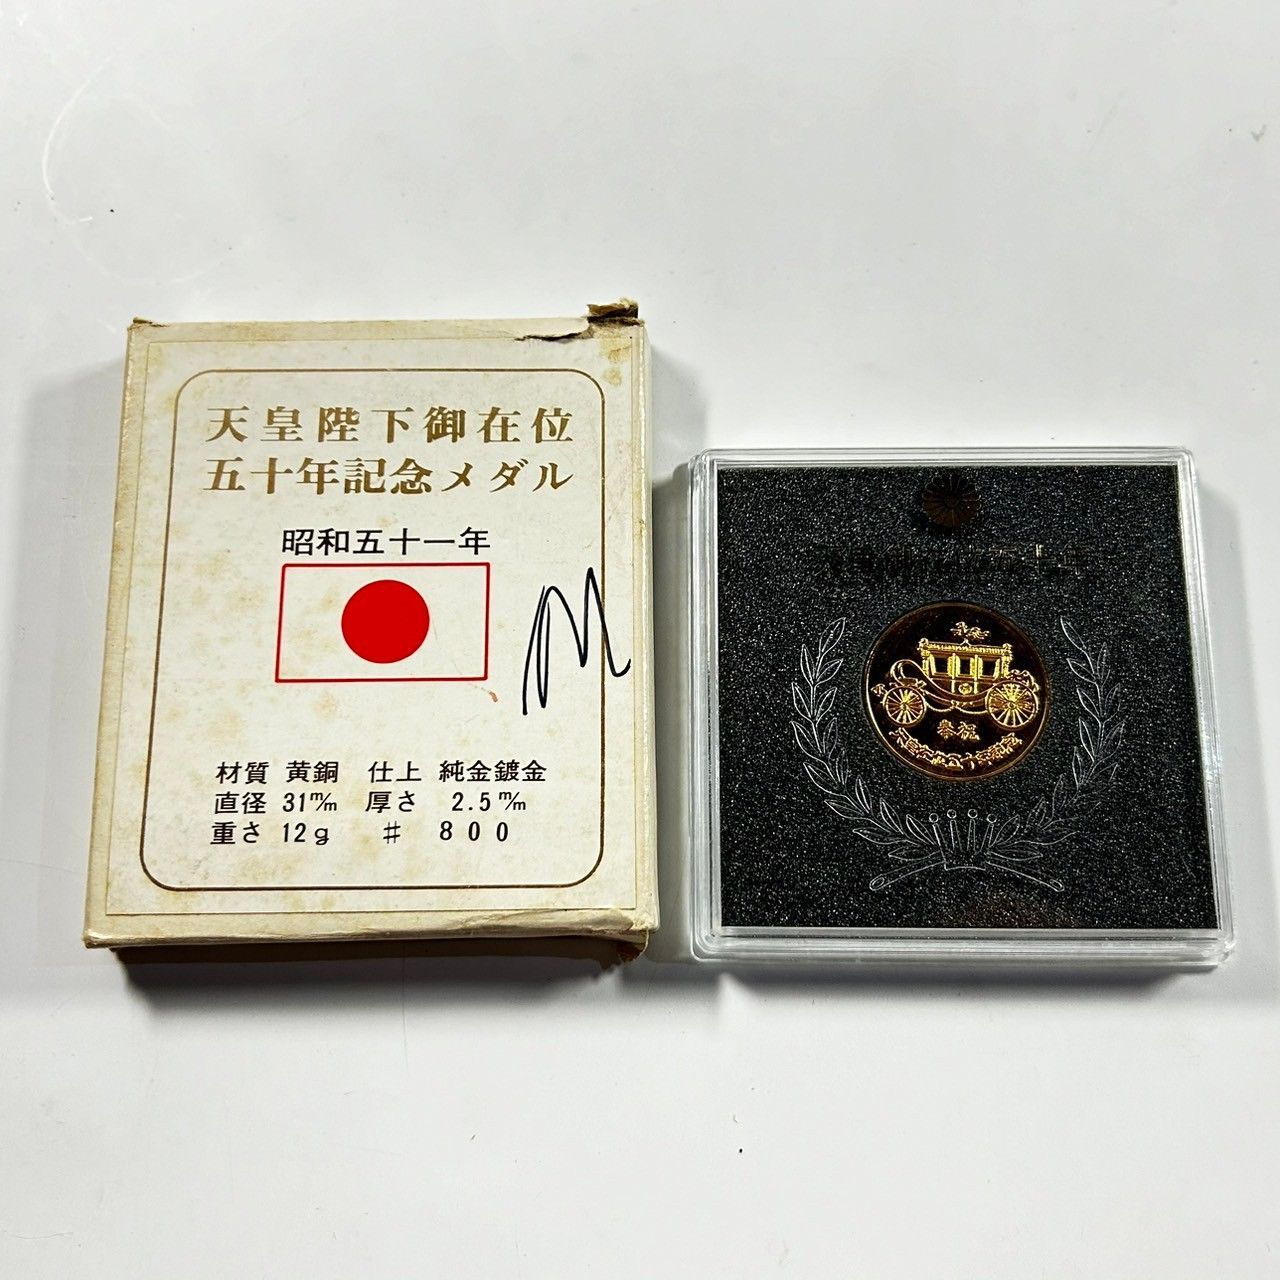 天皇陛下御在位
五十年記念メダル
昭和五十一年
材質 黄銅 仕上 純金鍍金
直径 31m/m 厚さ 2.5m/m
重さ 12g # 800
奉祝